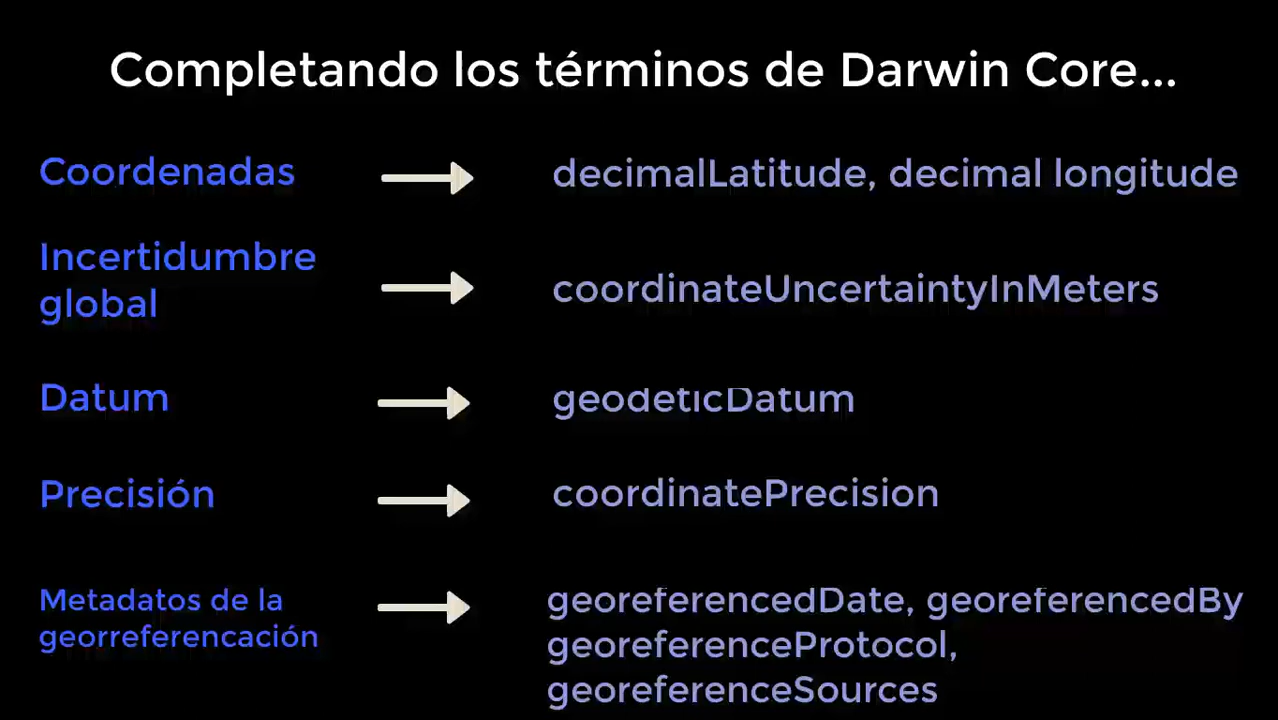 Completando los términos de Darwin Core...
Coordenadas
decimalLatitude, decimal longitude
Incertidumbre
global
coordinateUncertaintyInMeters
Datum
geodeticDatum
Precisión
coordinatePrecision
Metadatos de la
georreferencación
georeferencedDate, georeferencedBy
georeferenceProtocol,
georeferenceSources